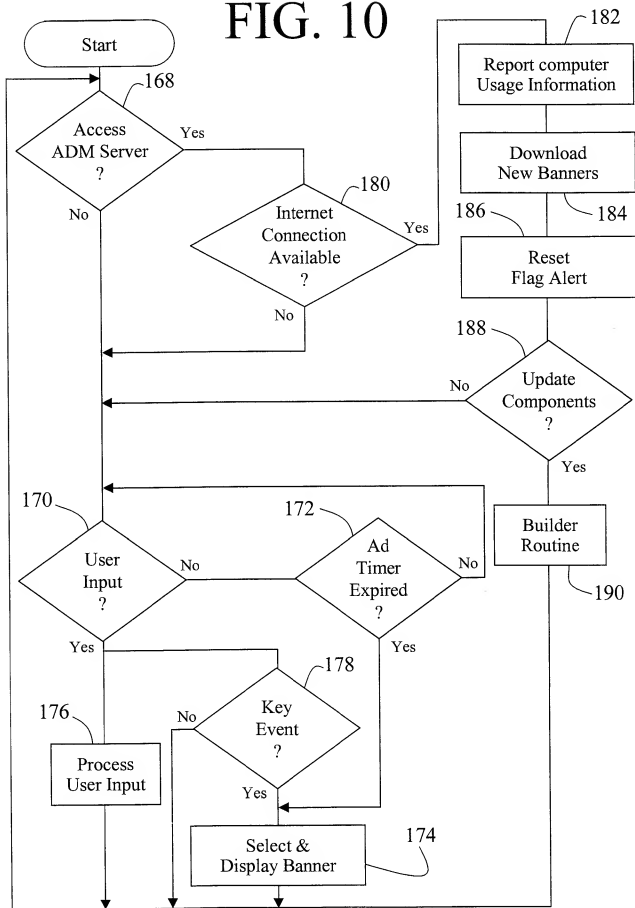 FIG. 10
Start
168
Access
ADM Server
?
Yes
No
180
Internet
Connection
Available
?
Yes
No
182
Report computer
Usage Information
Download
New Banners
184
186
Reset
Flag Alert
188
Update
Components
?
No
Yes
Builder
Routine
190
170
User
Input
?
No
Yes
172
Ad
Timer
Expired
?
No
Yes
178
Key
Event
?
No
Yes
176
Process
User Input
Select &
Display Banner
174